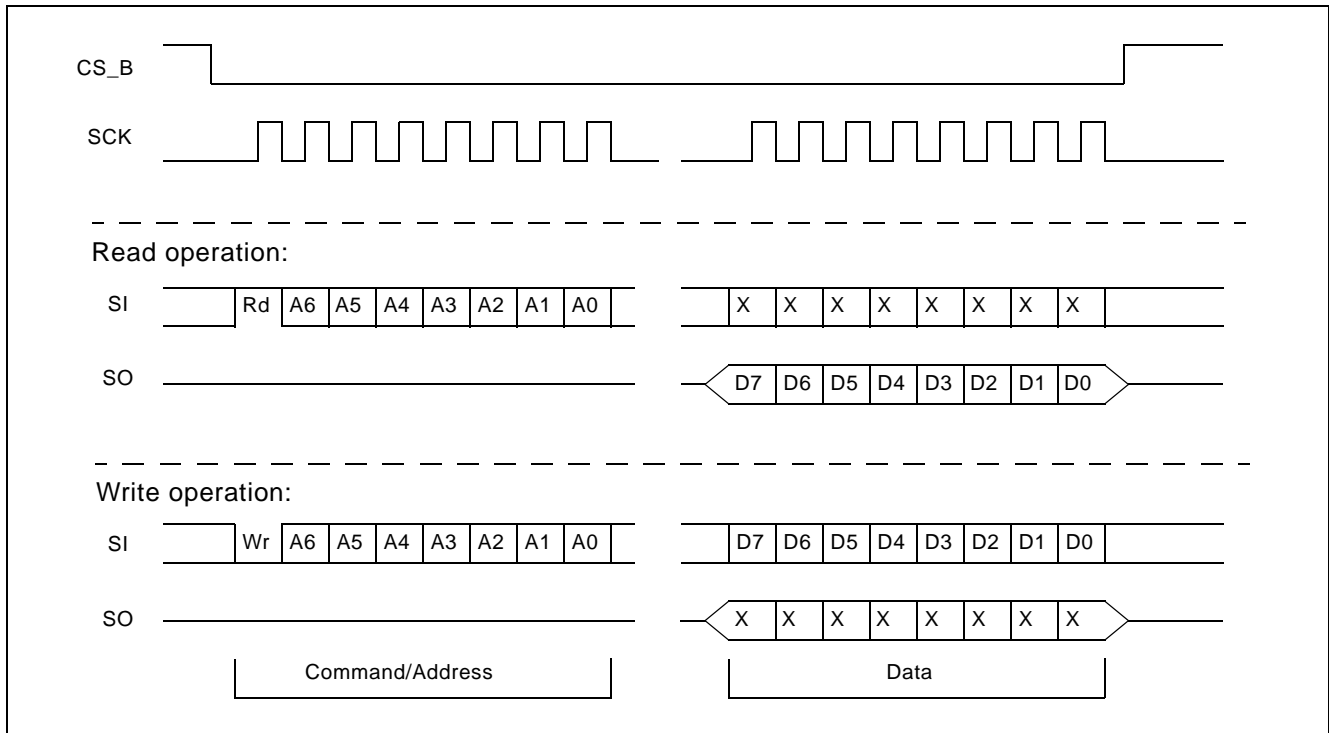 CS_B
SCK
Read operation:
SI Rd A6 A5 A4 A3 A2 A1 A0 X X X X X X X X
SO D7 D6 D5 D4 D3 D2 D1 D0
Write operation:
SI Wr A6 A5 A4 A3 A2 A1 A0 D7 D6 D5 D4 D3 D2 D1 D0
SO X X X X X X X X
Command/Address Data